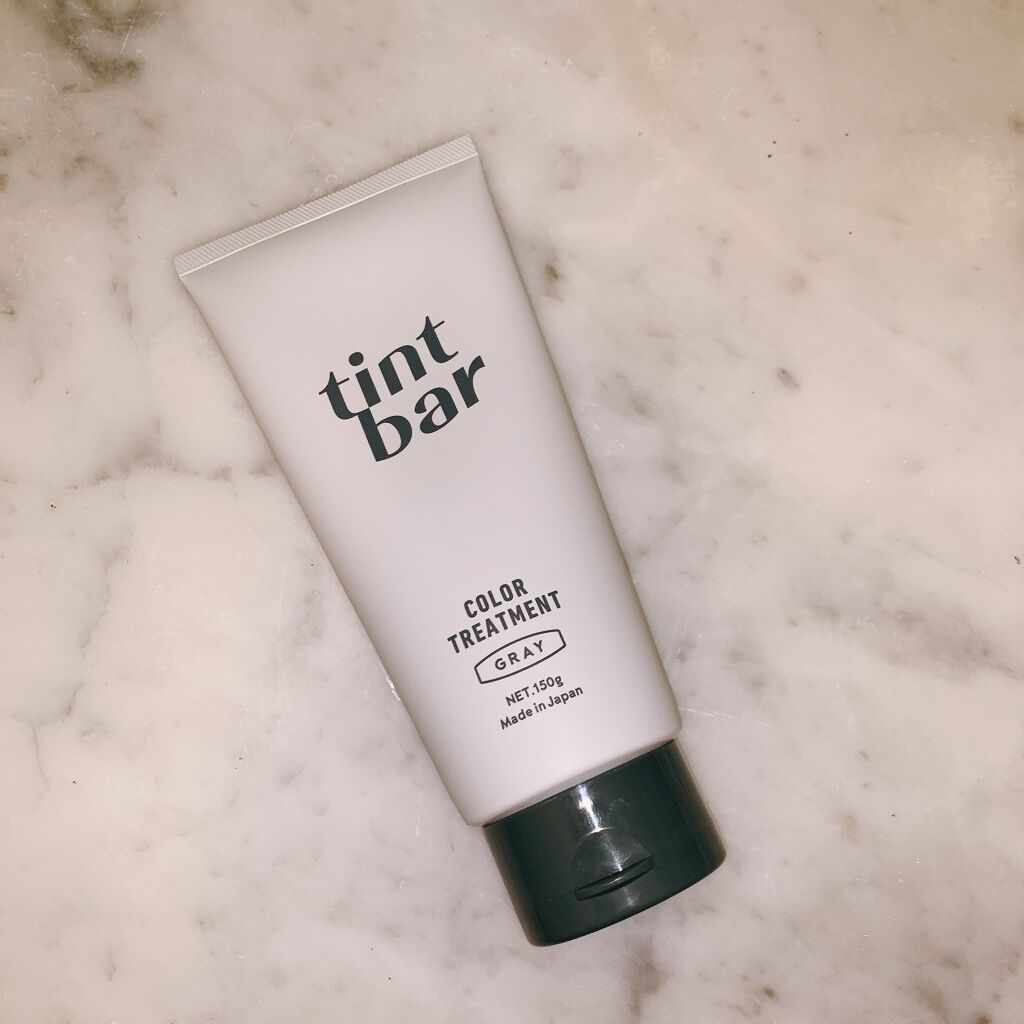 tint
bar
COLOR
TREATMENT
GRAY
NET.150g
Made in Japan